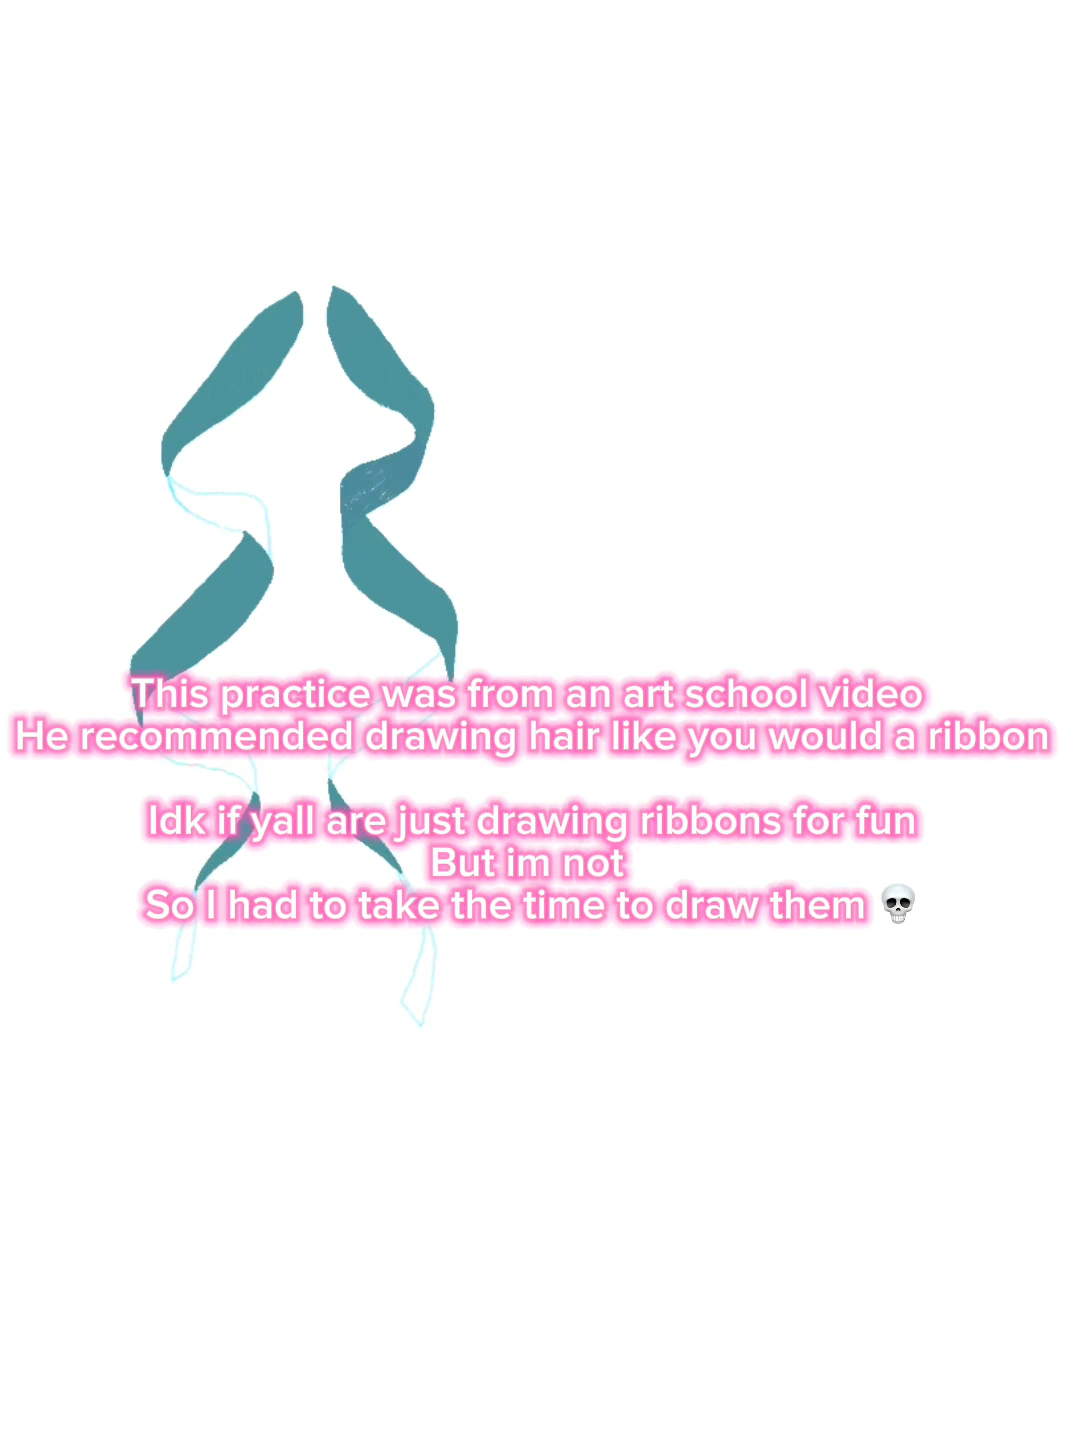 This practice was from an art school video
He recommended drawing hair like you would a ribbon
Idk if yall are just drawing ribbons for fun
But im not
So I had to take the time to draw them 💀